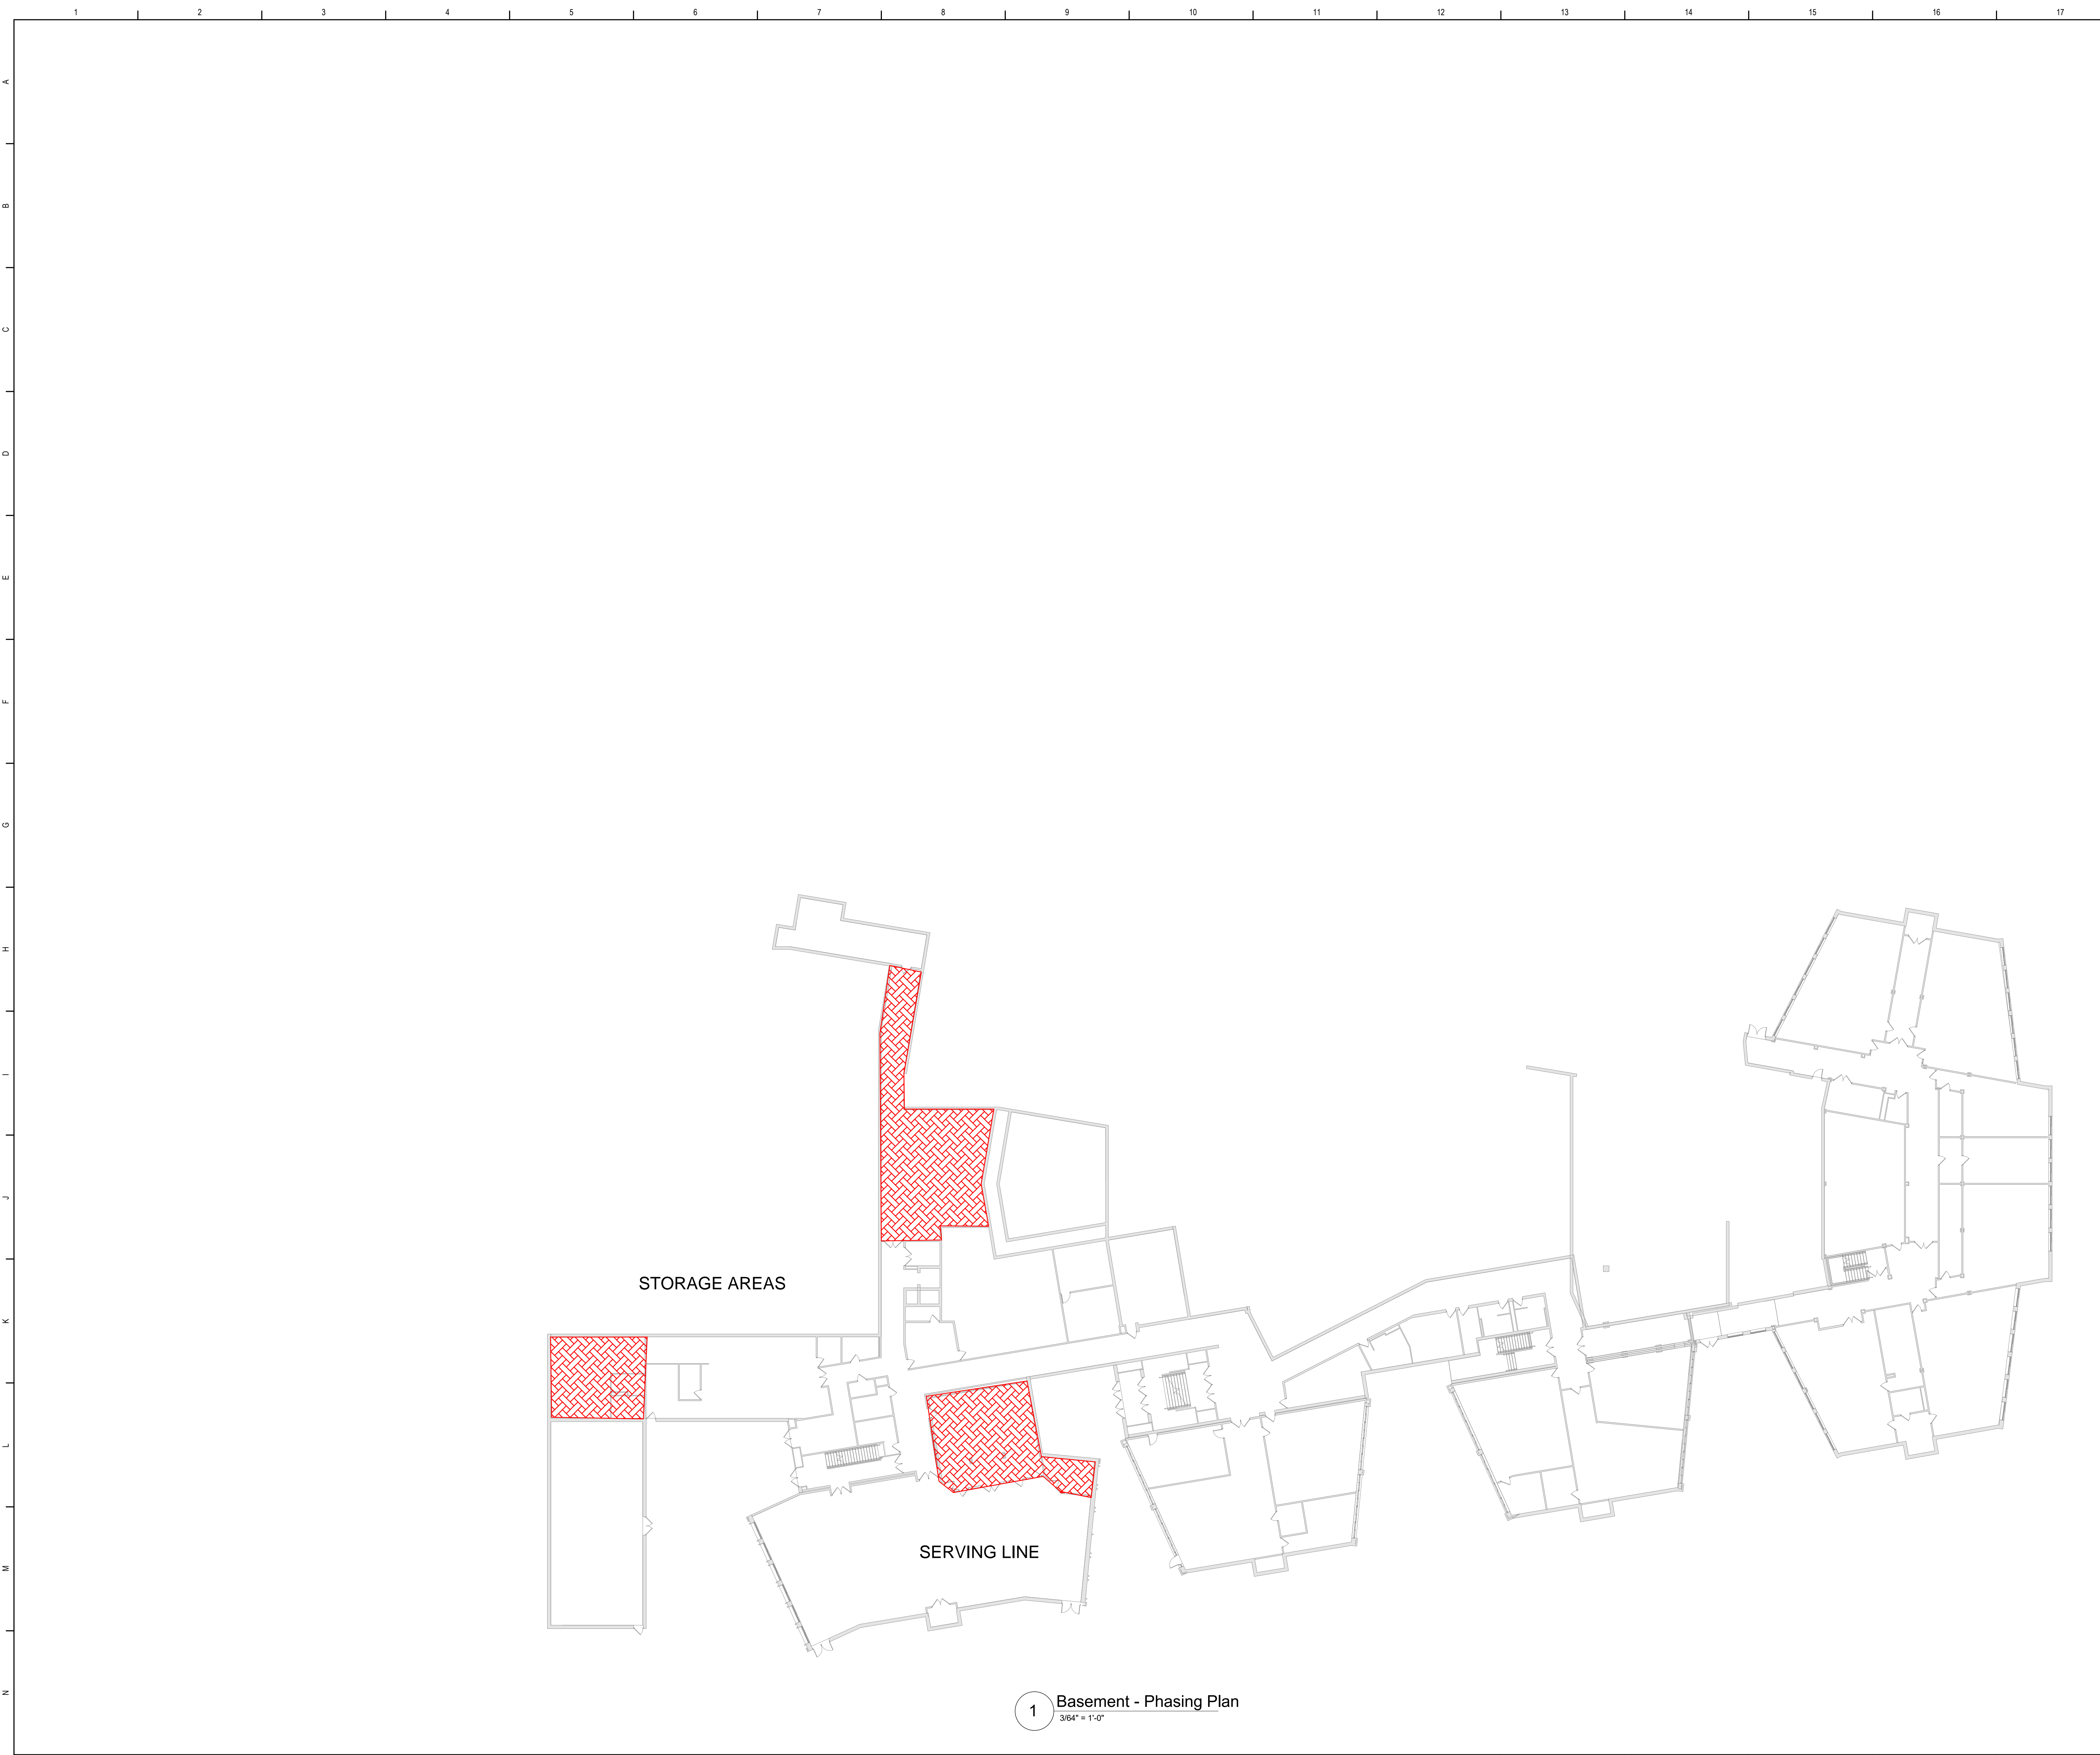 1 2 3 4 5 6 7 8 9 10 11 12 13 14 15 16 17
A
B
C
D
E
F
G
H
I
J
K
L
M
N
STORAGE AREAS
SERVING LINE
1 Basement - Phasing Plan
3/64" = 1'-0"